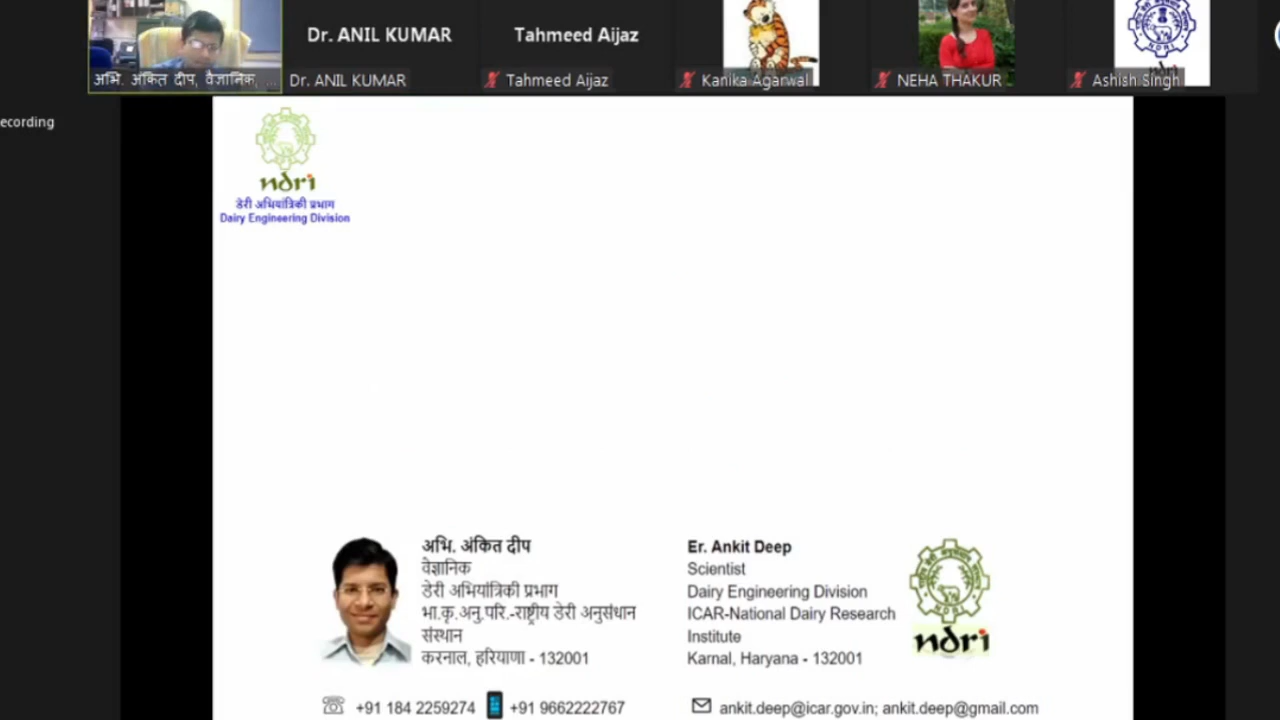 Dr. ANIL KUMAR
Tahmeed Aijaz
अभि. अंकित दीप, वैज्ञानिक, ...
Dr. ANIL KUMAR
Tahmeed Aijaz
Kanika Agarwal
NEHA THAKUR
Ashish Singh
ecording
ndri
डेरी अभियांत्रिकी प्रभाग
Dairy Engineering Division
अभि. अंकित दीप
वैज्ञानिक
डेरी अभियांत्रिकी प्रभाग
भा.कृ.अनु.परि.-राष्ट्रीय डेरी अनुसंधान
संस्थान
करनाल, हरियाणा - 132001
Er. Ankit Deep
Scientist
Dairy Engineering Division
ICAR-National Dairy Research
Institute
Karnal, Haryana - 132001
ndri
+91 184 2259274
+91 9662222767
ankit.deep@icar.gov.in; ankit.deep@gmail.com